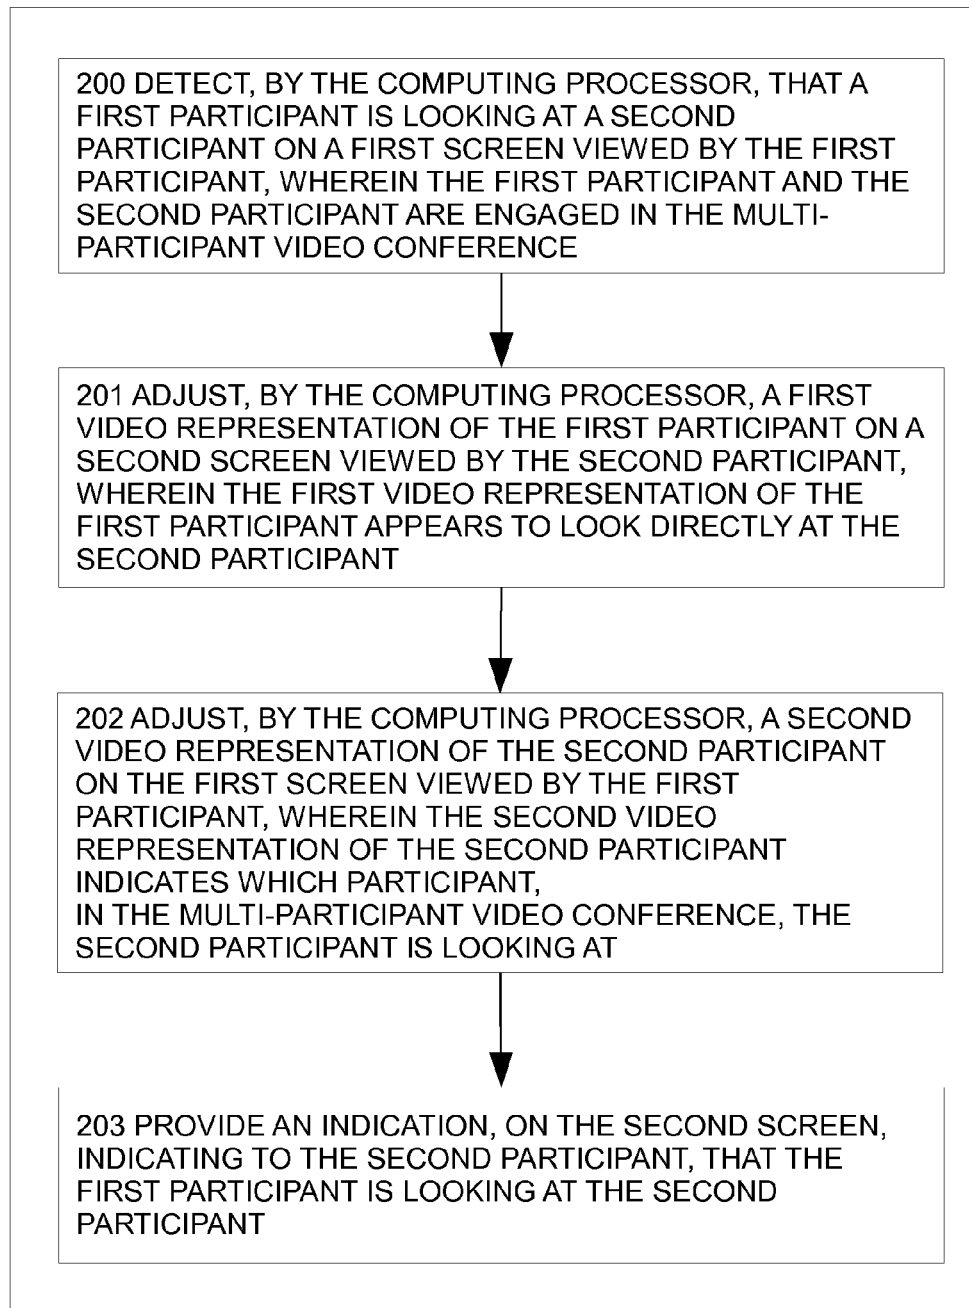 200 DETECT, BY THE COMPUTING PROCESSOR, THAT A
FIRST PARTICIPANT IS LOOKING AT A SECOND
PARTICIPANT ON A FIRST SCREEN VIEWED BY THE FIRST
PARTICIPANT, WHEREIN THE FIRST PARTICIPANT AND THE
SECOND PARTICIPANT ARE ENGAGED IN THE MULTI-
PARTICIPANT VIDEO CONFERENCE
201 ADJUST, BY THE COMPUTING PROCESSOR, A FIRST
VIDEO REPRESENTATION OF THE FIRST PARTICIPANT ON A
SECOND SCREEN VIEWED BY THE SECOND PARTICIPANT,
WHEREIN THE FIRST VIDEO REPRESENTATION OF THE
FIRST PARTICIPANT APPEARS TO LOOK DIRECTLY AT THE
SECOND PARTICIPANT
202 ADJUST, BY THE COMPUTING PROCESSOR, A SECOND
VIDEO REPRESENTATION OF THE SECOND PARTICIPANT
ON THE FIRST SCREEN VIEWED BY THE FIRST
PARTICIPANT, WHEREIN THE SECOND VIDEO
REPRESENTATION OF THE SECOND PARTICIPANT
INDICATES WHICH PARTICIPANT,
IN THE MULTI-PARTICIPANT VIDEO CONFERENCE, THE
SECOND PARTICIPANT IS LOOKING AT
203 PROVIDE AN INDICATION, ON THE SECOND SCREEN,
INDICATING TO THE SECOND PARTICIPANT, THAT THE
FIRST PARTICIPANT IS LOOKING AT THE SECOND
PARTICIPANT